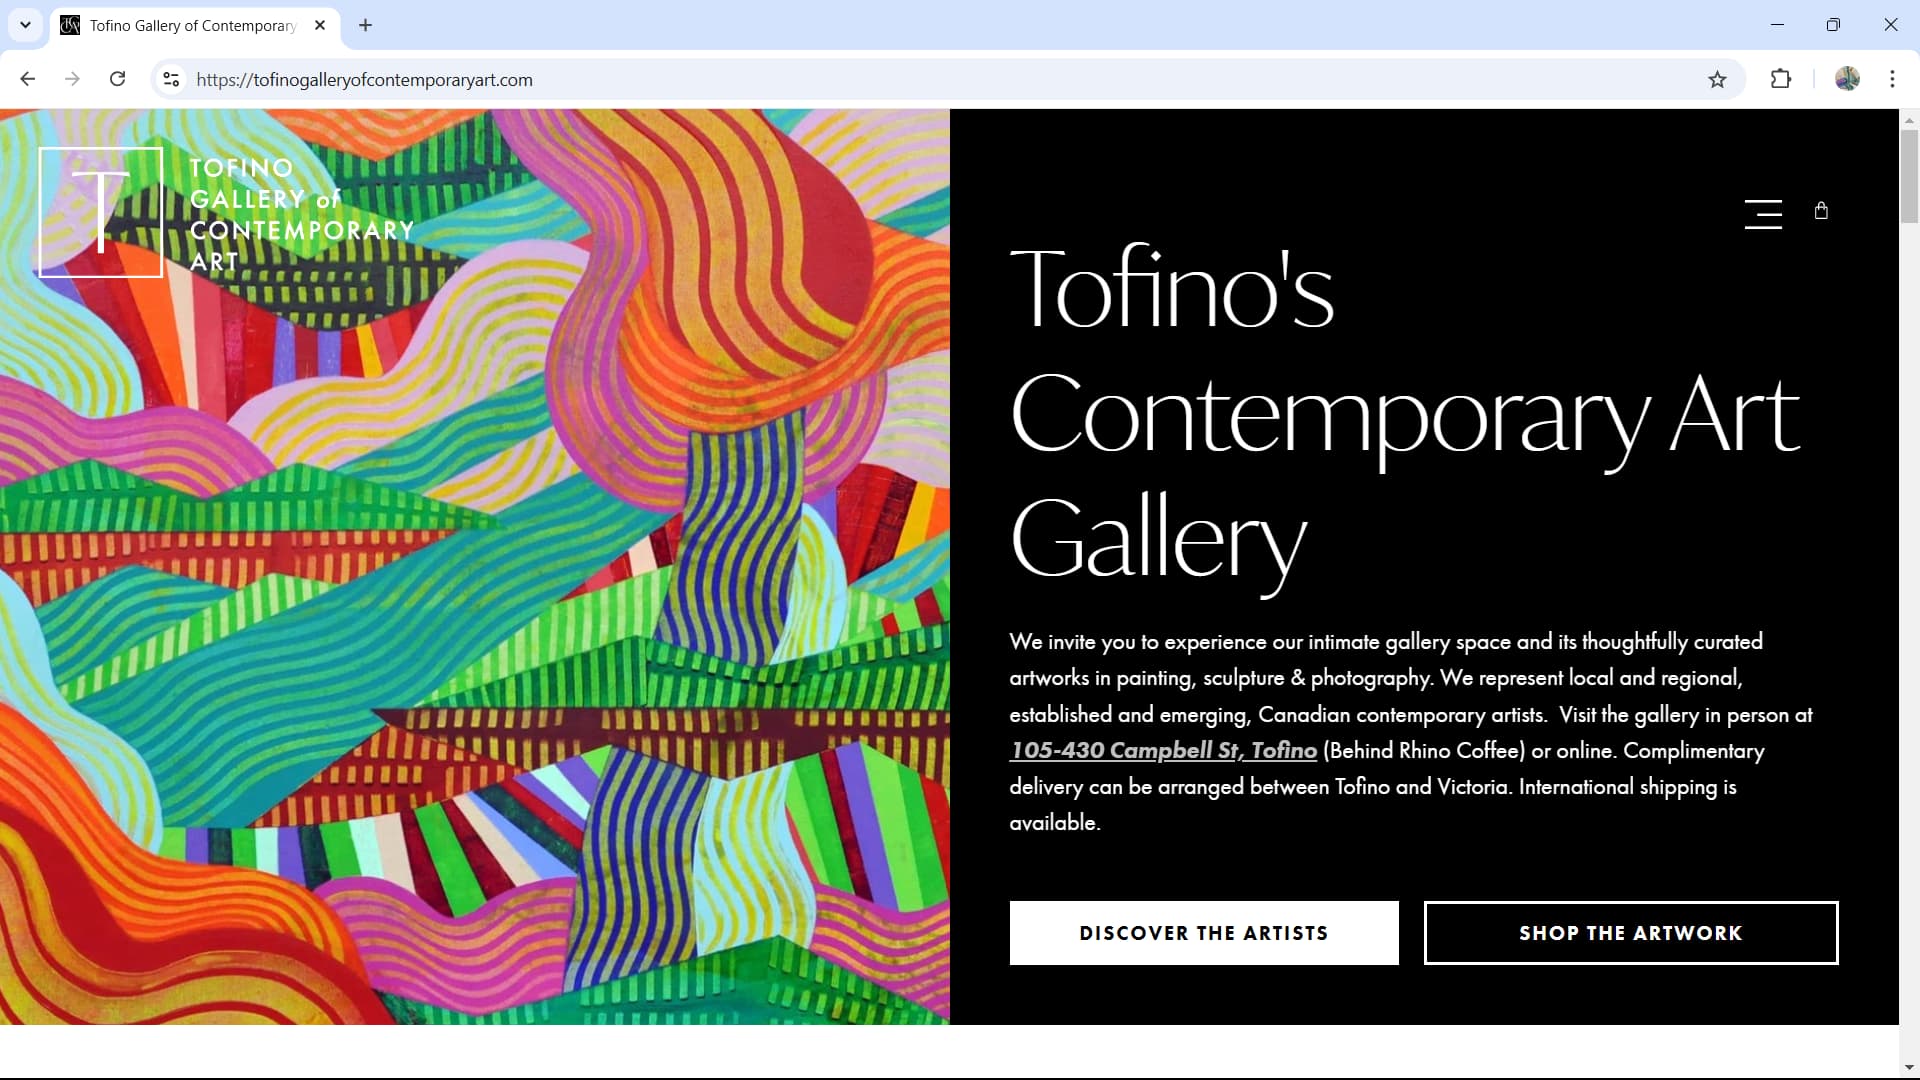 Tofino Gallery of Contemporary
https://tofinogalleryofcontemporaryart.com
T
TOFINO
GALLERY of
CONTEMPORARY
ART
Tofino's
Contemporary Art
Gallery
We invite you to experience our intimate gallery space and its thoughtfully curated
artworks in painting, sculpture & photography. We represent local and regional,
established and emerging, Canadian contemporary artists.  Visit the gallery in person at
105-430 Campbell St, Tofino (Behind Rhino Coffee) or online. Complimentary
delivery can be arranged between Tofino and Victoria. International shipping is
available.
DISCOVER THE ARTISTS
SHOP THE ARTWORK